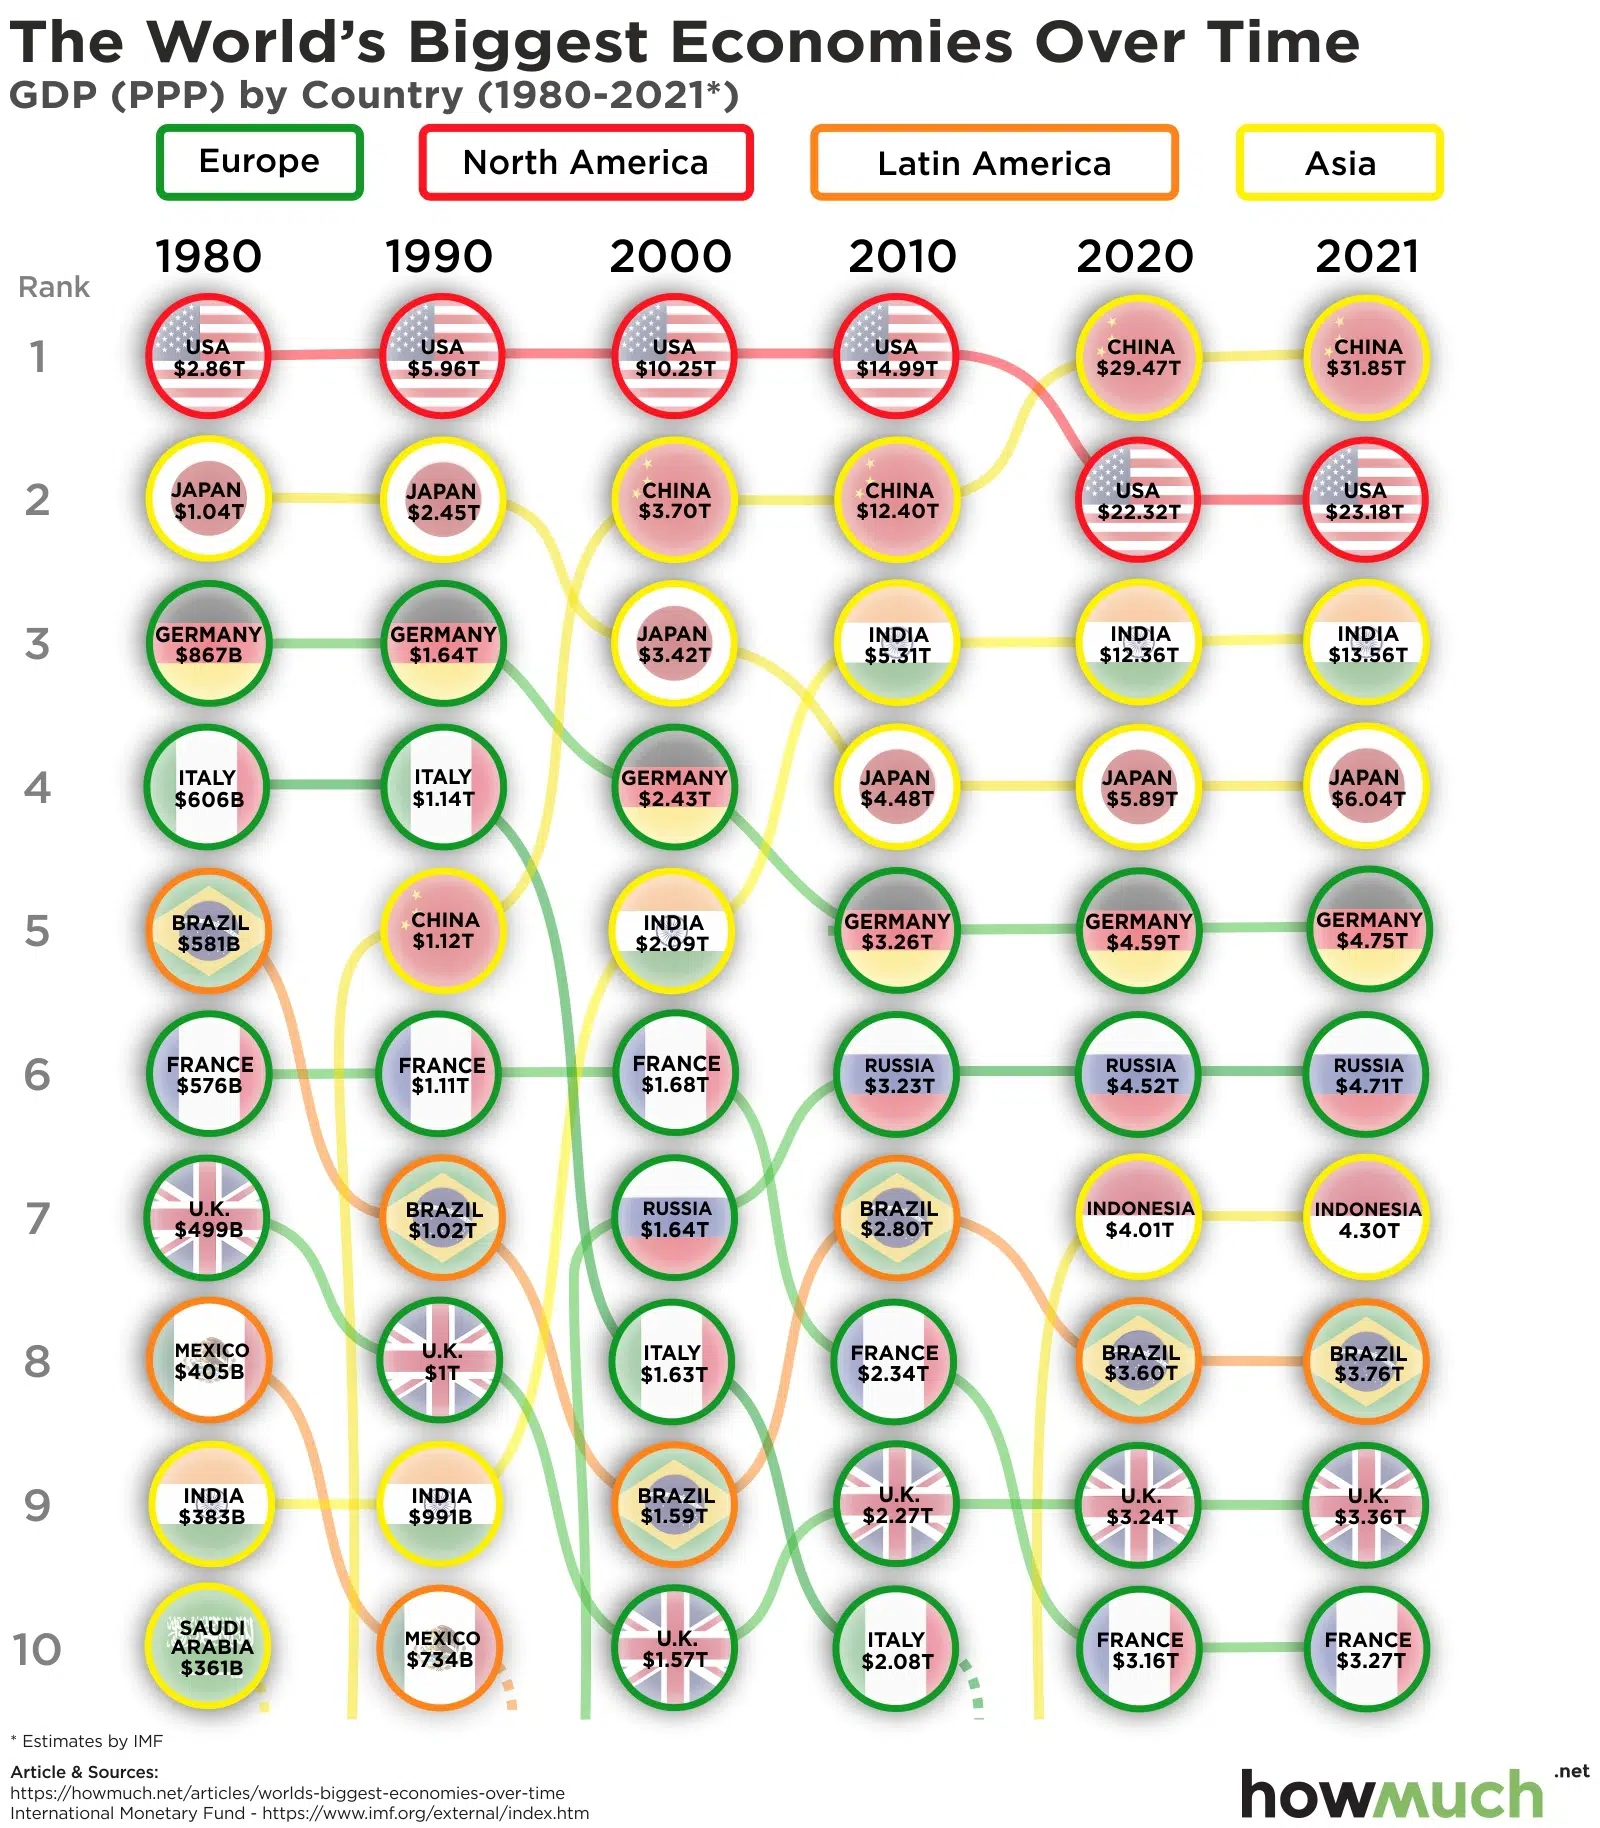 The World's Biggest Economies Over Time
GDP (PPP) by Country (1980-2021*)
Europe
North America
Latin America
Asia
1980
1990
2000
2010
2020
2021
Rank
1
USA
$2.86T
USA
$5.96T
USA
$10.25T
USA
$14.99T
CHINA
$29.47T
CHINA
$31.85T
2
JAPAN
$1.04T
JAPAN
$2.45T
CHINA
$3.70T
CHINA
$12.40T
USA
$22.32T
USA
$23.18T
3
GERMANY
$867B
GERMANY
$1.64T
JAPAN
$3.42T
INDIA
$5.31T
INDIA
$12.36T
INDIA
$13.56T
4
ITALY
$606B
ITALY
$1.14T
GERMANY
$2.43T
JAPAN
$4.48T
JAPAN
$5.89T
JAPAN
$6.04T
5
BRAZIL
$581B
CHINA
$1.12T
INDIA
$2.09T
GERMANY
$3.26T
GERMANY
$4.59T
GERMANY
$4.75T
6
FRANCE
$576B
FRANCE
$1.11T
FRANCE
$1.68T
RUSSIA
$3.23T
RUSSIA
$4.52T
RUSSIA
$4.71T
7
U.K.
$499B
BRAZIL
$1.02T
RUSSIA
$1.64T
BRAZIL
$2.80T
INDONESIA
$4.01T
INDONESIA
4.30T
8
MEXICO
$405B
U.K.
$1T
ITALY
$1.63T
FRANCE
$2.34T
BRAZIL
$3.60T
BRAZIL
$3.76T
9
INDIA
$383B
INDIA
$991B
BRAZIL
$1.59T
U.K.
$2.27T
U.K.
$3.24T
U.K.
$3.36T
10
SAUDI
ARABIA
$361B
MEXICO
$734B
U.K.
$1.57T
ITALY
$2.08T
FRANCE
$3.16T
FRANCE
$3.27T
* Estimates by IMF
Article & Sources:
https://howmuch.net/articles/worlds-biggest-economies-over-time
International Monetary Fund - https://www.imf.org/external/index.htm
howmuch.net